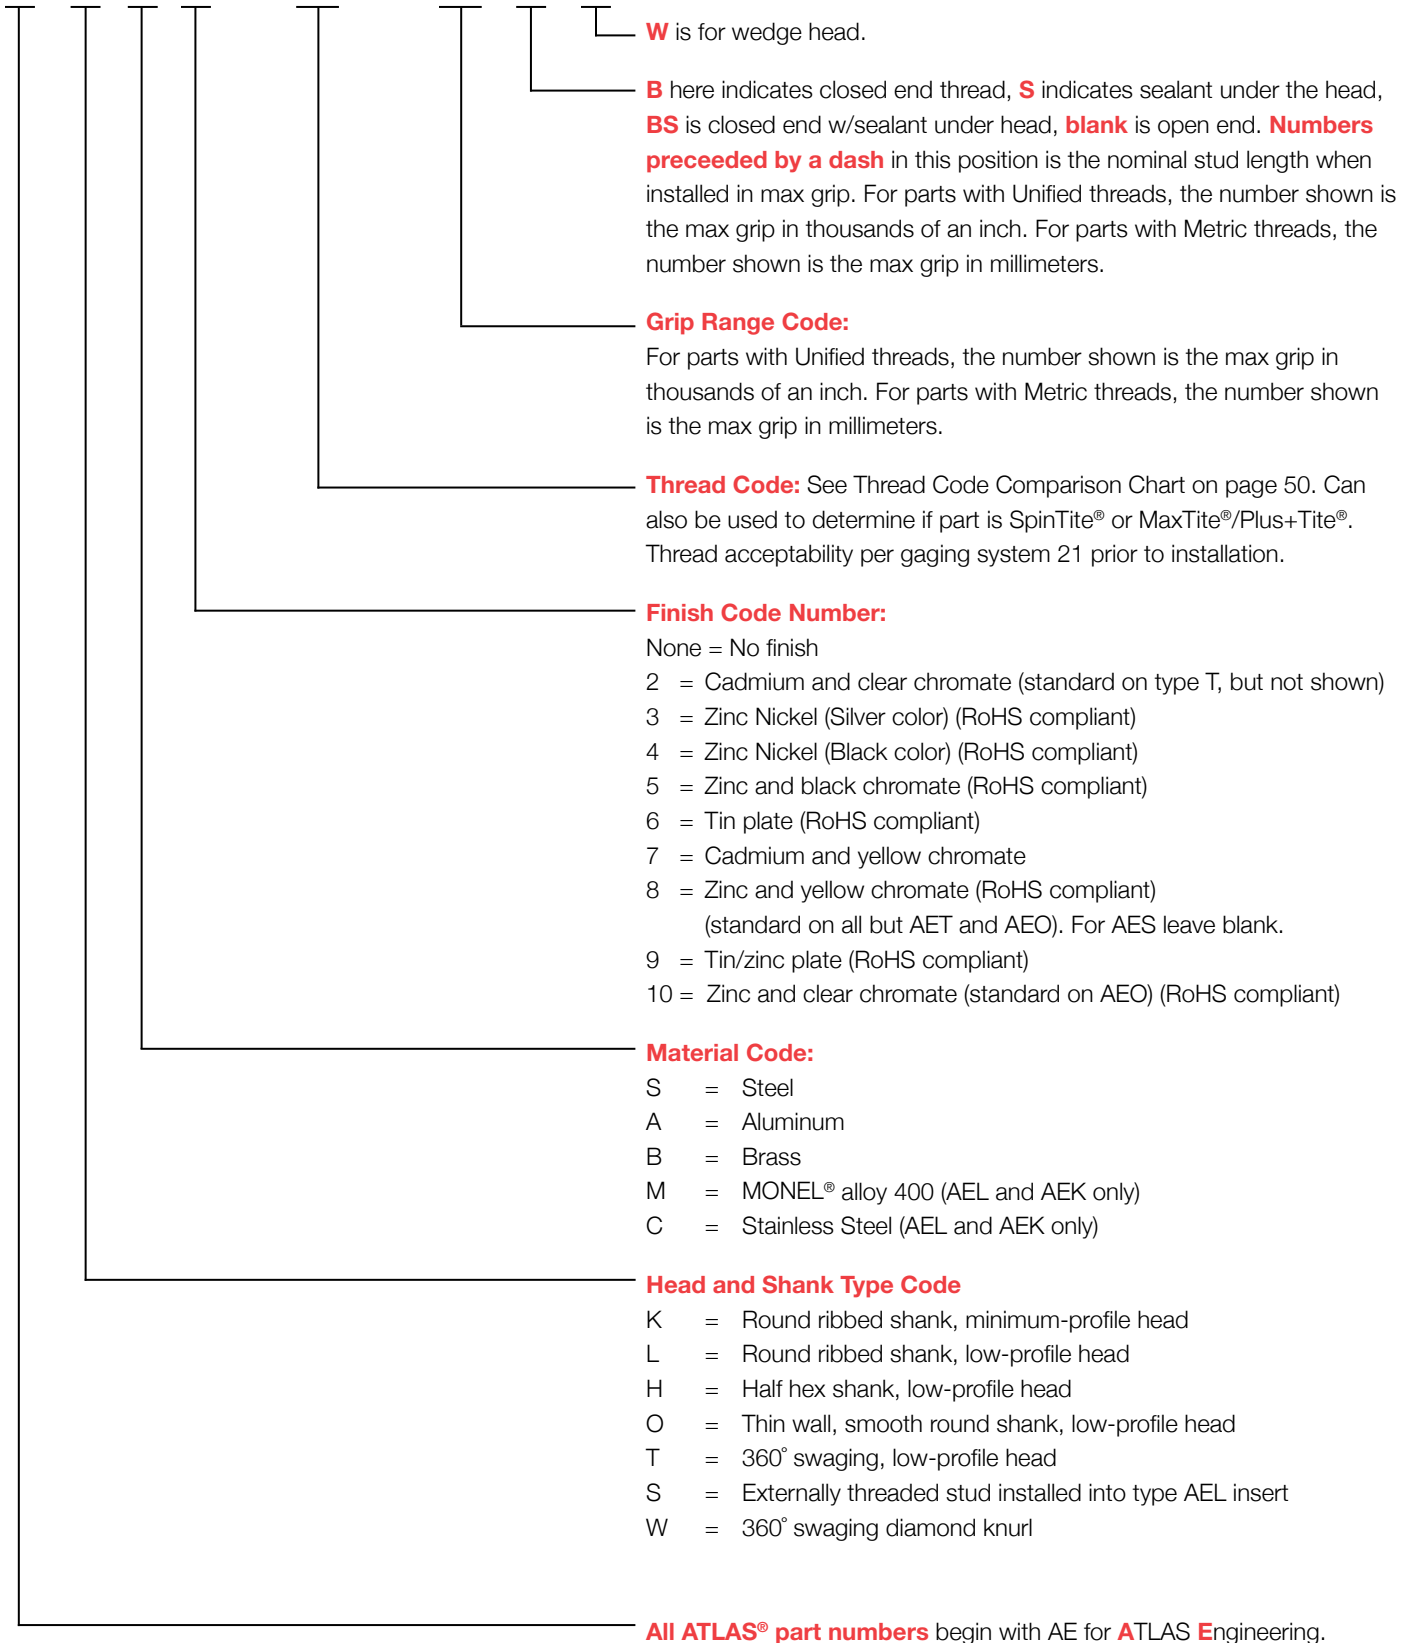 W is for wedge head.
B here indicates closed end thread, S indicates sealant under the head,
BS is closed end w/sealant under head, blank is open end. Numbers
preceeded by a dash in this position is the nominal stud length when
installed in max grip. For parts with Unified threads, the number shown is
the max grip in thousands of an inch. For parts with Metric threads, the
number shown is the max grip in millimeters.
Grip Range Code:
For parts with Unified threads, the number shown is the max grip in
thousands of an inch. For parts with Metric threads, the number shown
is the max grip in millimeters.
Thread Code: See Thread Code Comparison Chart on page 50. Can
also be used to determine if part is SpinTite® or MaxTite®/Plus+Tite®.
Thread acceptability per gaging system 21 prior to installation.
Finish Code Number:
None = No finish
2 = Cadmium and clear chromate (standard on type T, but not shown)
3 = Zinc Nickel (Silver color) (RoHS compliant)
4 = Zinc Nickel (Black color) (RoHS compliant)
5 = Zinc and black chromate (RoHS compliant)
6 = Tin plate (RoHS compliant)
7 = Cadmium and yellow chromate
8 = Zinc and yellow chromate (RoHS compliant)
(standard on all but AET and AEO). For AES leave blank.
9 = Tin/zinc plate (RoHS compliant)
10 = Zinc and clear chromate (standard on AEO) (RoHS compliant)
Material Code:
S = Steel
A = Aluminum
B = Brass
M = MONEL® alloy 400 (AEL and AEK only)
C = Stainless Steel (AEL and AEK only)
Head and Shank Type Code
K = Round ribbed shank, minimum-profile head
L = Round ribbed shank, low-profile head
H = Half hex shank, low-profile head
O = Thin wall, smooth round shank, low-profile head
T = 360° swaging, low-profile head
S = Externally threaded stud installed into type AEL insert
W = 360° swaging diamond knurl
All ATLAS® part numbers begin with AE for ATLAS Engineering.